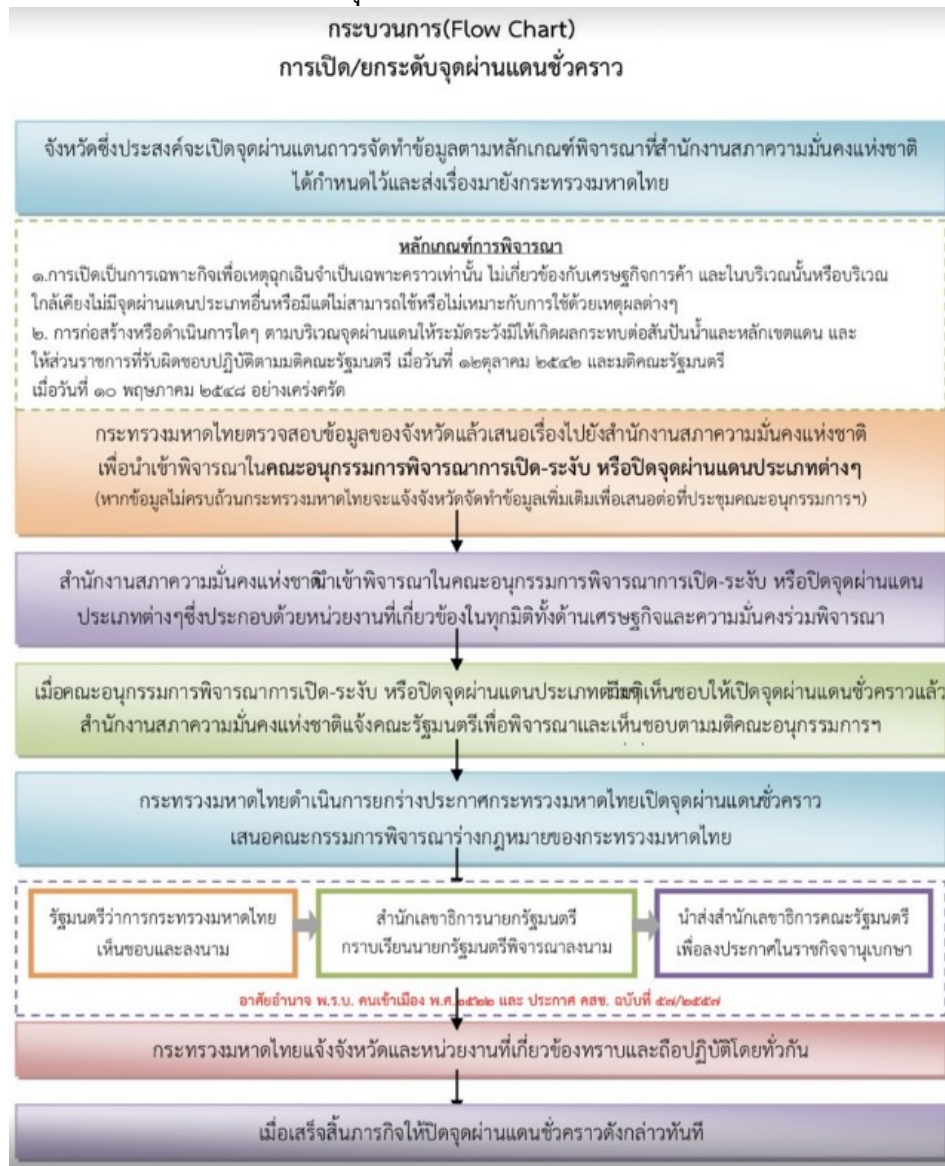 กระบวนการ(Flow Chart)
การเปิด/ยกระดับจุดผ่านแดนชั่วคราว
จังหวัดซึ่งประสงค์จะเปิดจุดผ่านแดนถาวรจัดทำข้อมูลตามหลักเกณฑ์พิจารณาที่สำนักงานสภาความมั่นคงแห่งชาติ
ได้กำหนดไว้และส่งเรื่องมายังกระทรวงมหาดไทย
หลักเกณฑ์การพิจารณา
๑.การเปิดเป็นการเฉพาะกิจเพื่อเหตุฉุกเฉินจำเป็นเฉพาะคราวเท่านั้น ไม่เกี่ยวข้องกับเศรษฐกิจการค้า และในบริเวณนั้นหรือบริเวณ
ใกล้เคียงไม่มีจุดผ่านแดนประเภทอื่นหรือมีแต่ไม่สามารถใช้หรือไม่เหมาะกับการใช้ด้วยเหตุผลต่างๆ
๒. การก่อสร้างหรือดำเนินการใดๆ ตามบริเวณจุดผ่านแดนให้ระมัดระวังมิให้เกิดผลกระทบต่อสันปันน้ำและหลักเขตแดน และ
ให้ส่วนราชการที่รับผิดชอบปฏิบัติตามมติคณะรัฐมนตรี เมื่อวันที่ ๑๒ตุลาคม ๒๕๔๒ และมติคณะรัฐมนตรี
เมื่อวันที่ ๑๐ พฤษภาคม ๒๕๔๘ อย่างเคร่งครัด
กระทรวงมหาดไทยตรวจสอบข้อมูลของจังหวัดแล้วเสนอเรื่องไปยังสำนักงานสภาความมั่นคงแห่งชาติ
เพื่อนำเข้าพิจารณาในคณะอนุกรรมการพิจารณาการเปิด-ระงับ หรือปิดจุดผ่านแดนประเภทต่างๆ
(หากข้อมูลไม่ครบถ้วนกระทรวงมหาดไทยจะแจ้งจังหวัดจัดทำข้อมูลเพิ่มเติมเพื่อเสนอต่อที่ประชุมคณะอนุกรรมการฯ)
สำนักงานสภาความมั่นคงแห่งชาตินำเข้าพิจารณาในคณะอนุกรรมการพิจารณาการเปิด-ระงับ หรือปิดจุดผ่านแดน
ประเภทต่างๆซึ่งประกอบด้วยหน่วยงานที่เกี่ยวข้องในทุกมิติทั้งด้านเศรษฐกิจและความมั่นคงร่วมพิจารณา
เมื่อคณะอนุกรรมการพิจารณาการเปิด-ระงับ หรือปิดจุดผ่านแดนประเภท เห็นชอบให้เปิดจุดผ่านแดนชั่วคราวแล้ว
สำนักงานสภาความมั่นคงแห่งชาติแจ้งคณะรัฐมนตรีเพื่อพิจารณาและเห็นชอบตามมติคณะอนุกรรมการฯ
กระทรวงมหาดไทยดำเนินการยกร่างประกาศกระทรวงมหาดไทยเปิดจุดผ่านแดนชั่วคราว
เสนอคณะกรรมการพิจารณาร่างกฎหมายของกระทรวงมหาดไทย
รัฐมนตรีว่าการกระทรวงมหาดไทย
เห็นชอบและลงนาม
สำนักเลขาธิการนายกรัฐมนตรี
กราบเรียนนายกรัฐมนตรีพิจารณาลงนาม
นำส่งสำนักเลขาธิการคณะรัฐมนตรี
เพื่อลงประกาศในราชกิจจานุเบกษา
อาศัยอำนาจ พ.ร.บ. คนเข้าเมือง พ.ศ.๒๕๒๒ และ ประกาศ คสช. ฉบับที่ ๕๗/๒๕๕๗
กระทรวงมหาดไทยแจ้งจังหวัดและหน่วยงานที่เกี่ยวข้องทราบและถือปฏิบัติโดยทั่วกัน
เมื่อเสร็จสิ้นภารกิจให้ปิดจุดผ่านแดนชั่วคราวดังกล่าวทันที